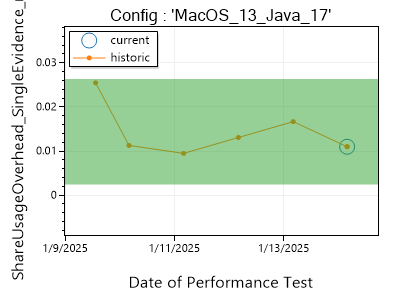 Config : 'MacOS_13_Java_17'
current
historic
0.03
0.02
0.01
0
1/9/2025
1/11/2025
1/13/2025
Date of Performance Test
ShareUsageOverhead_SingleEvidence_